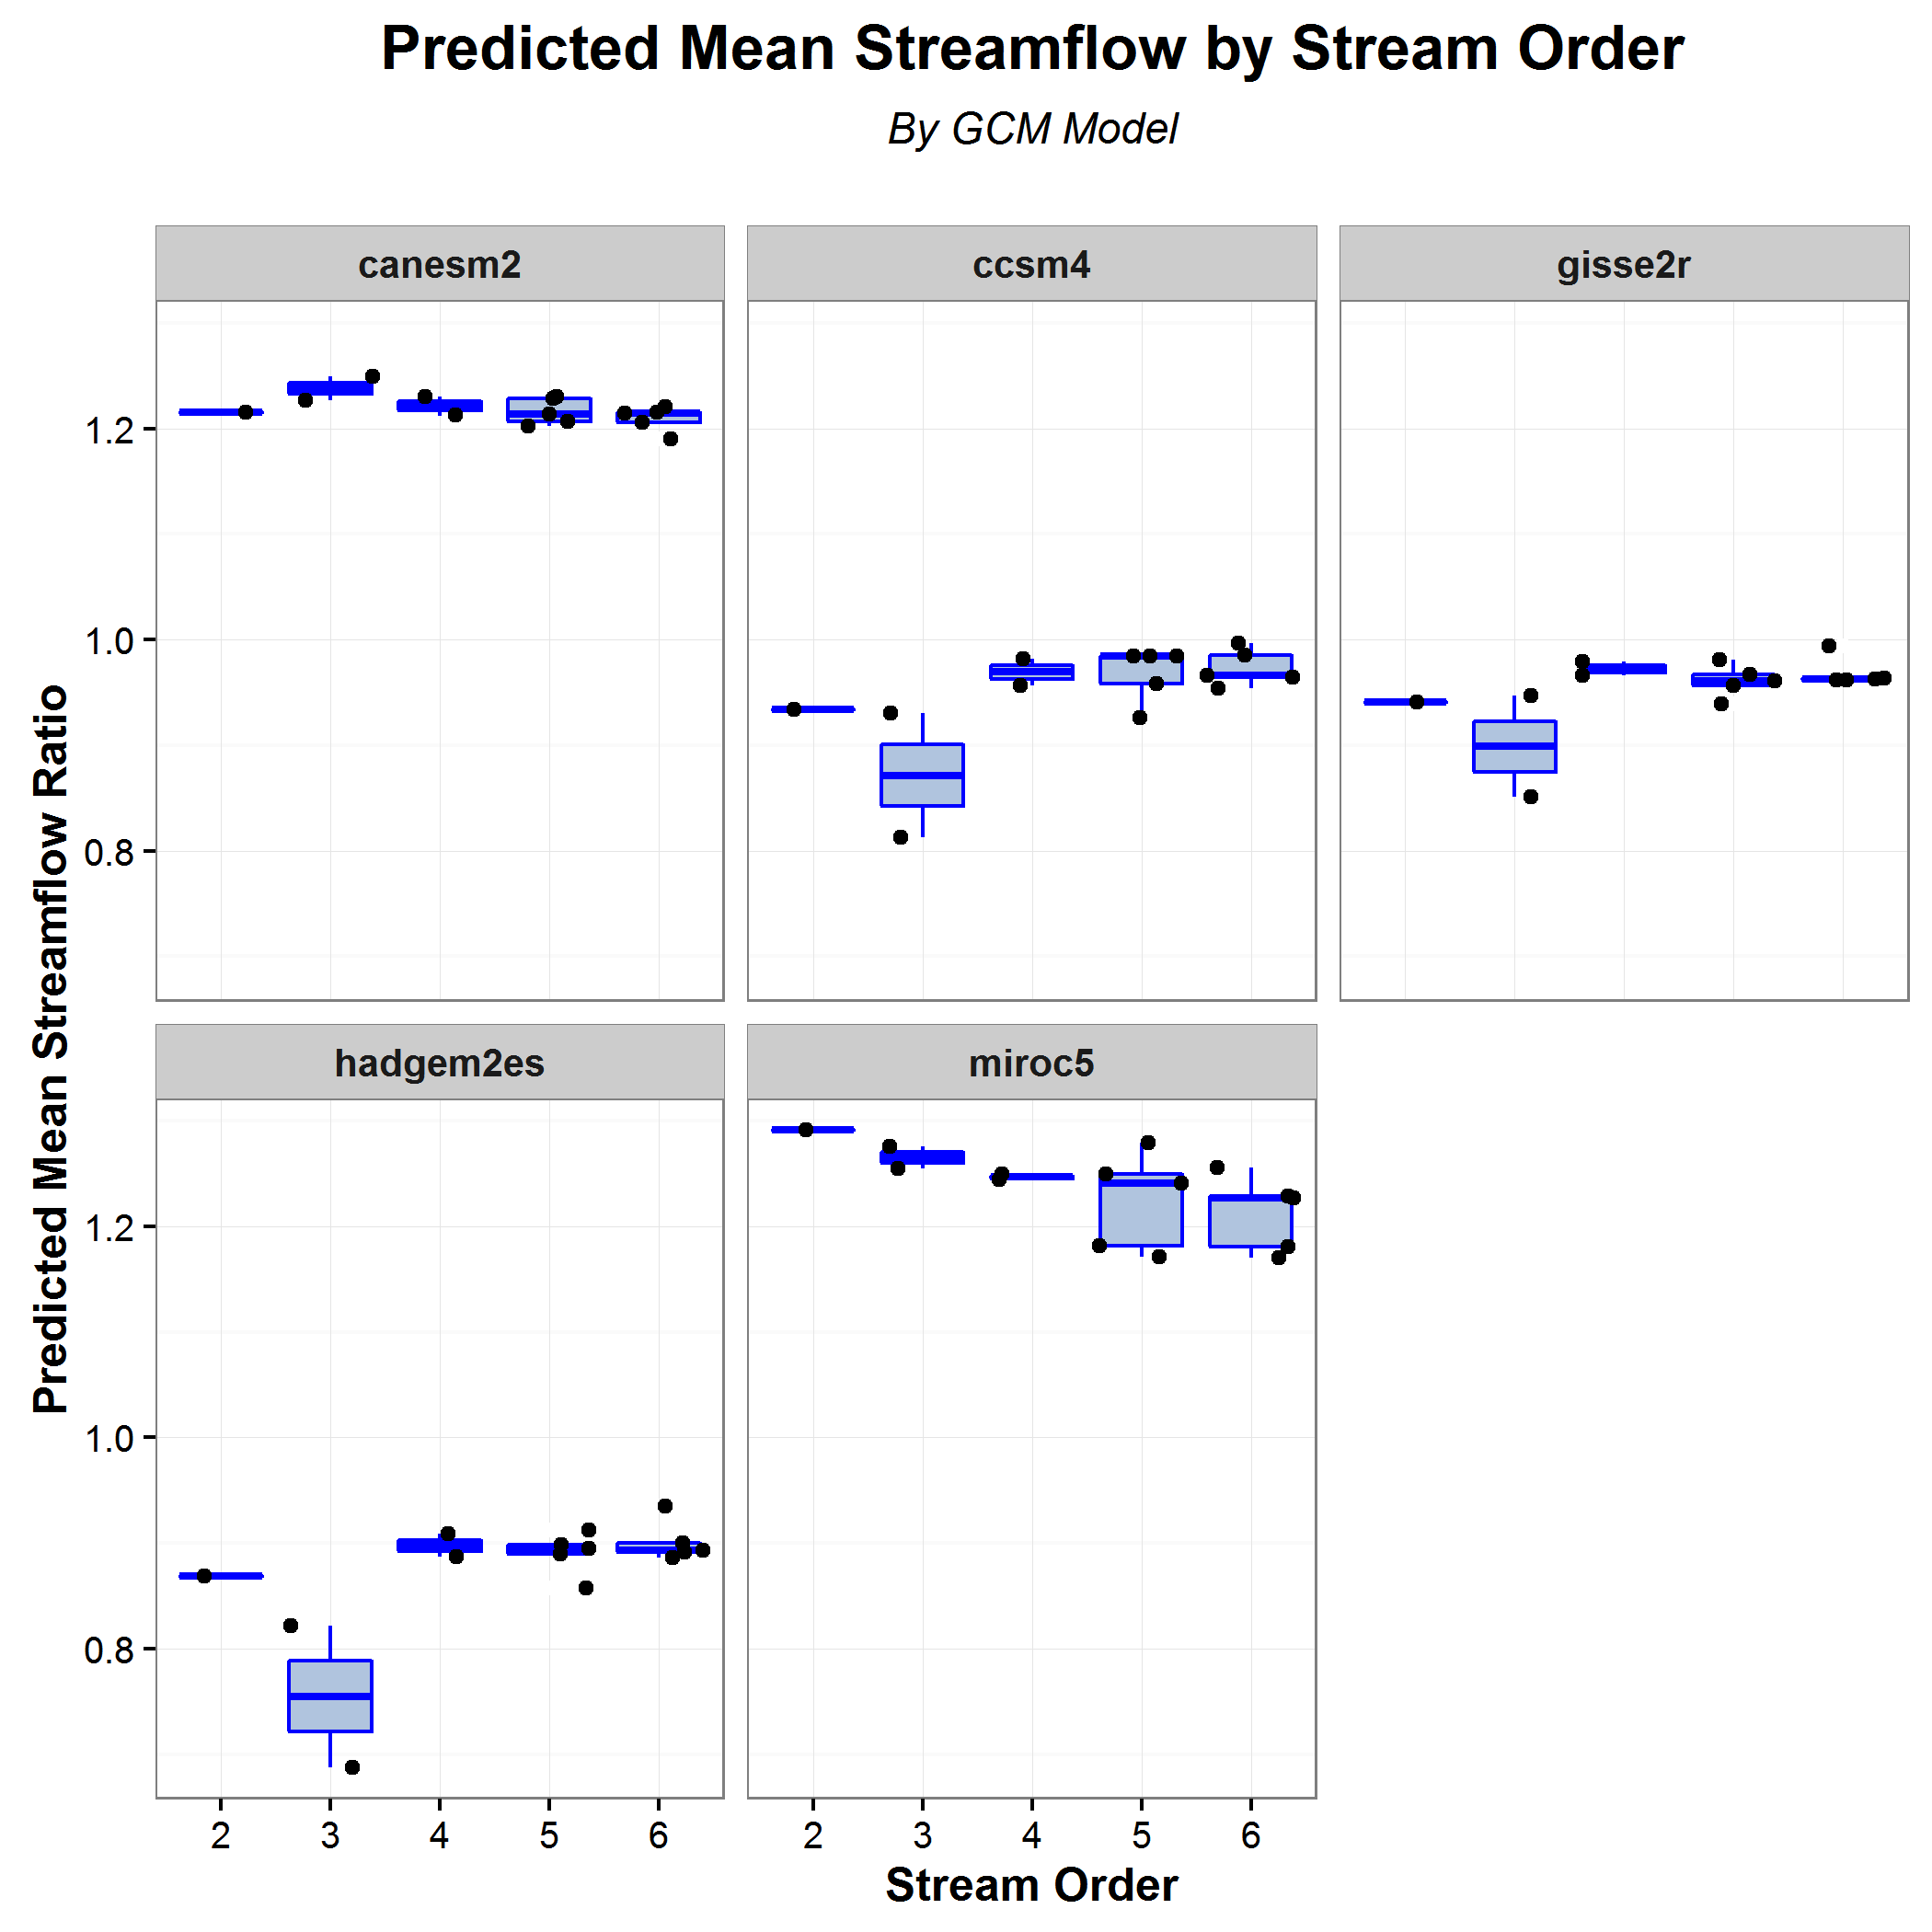 Predicted Mean Streamflow by Stream Order
By GCM Model
canesm2
ccsm4
gisse2r
1.2
1.0
0.8
Predicted Mean Streamflow Ratio
hadgem2es
miroc5
1.2
1.0
0.8
2 3 4 5 6
2 3 4 5 6
Stream Order